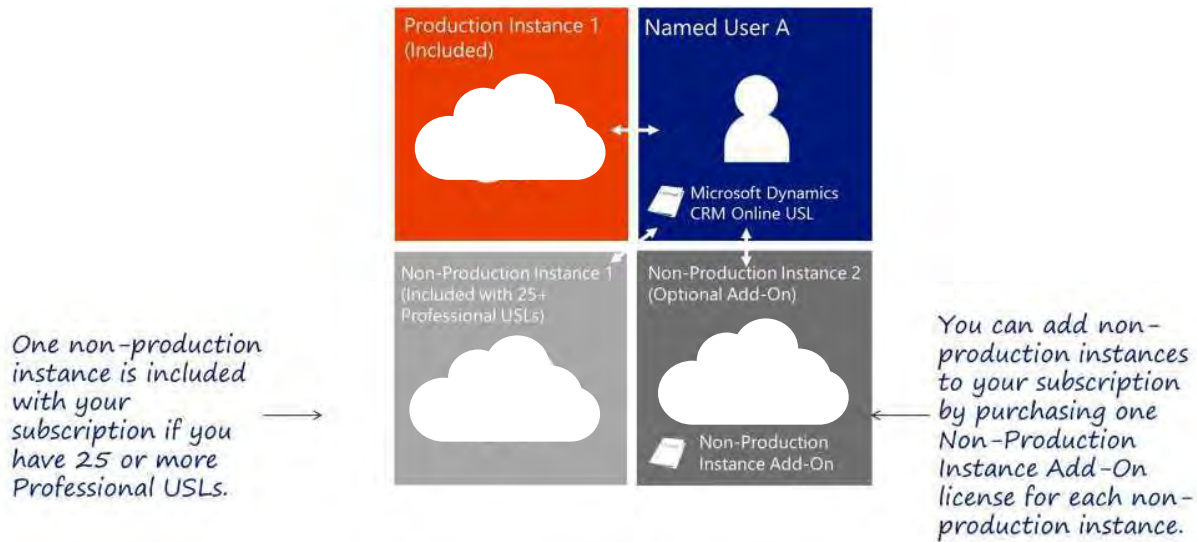 Production Instance 1
(Included)
Named User A
Microsoft Dynamics
CRM Online USL
Non-Production Instance 1
(Included with 25+
Professional USLs)
Non-Production Instance 2
(Optional Add-On)
Non-Production
Instance Add-On
One non-production
instance is included
with your
subscription if you
have 25 or more
Professional USLs.
You can add non-
production instances
to your subscription
by purchasing one
Non-Production
Instance Add-On
license for each non-
production instance.